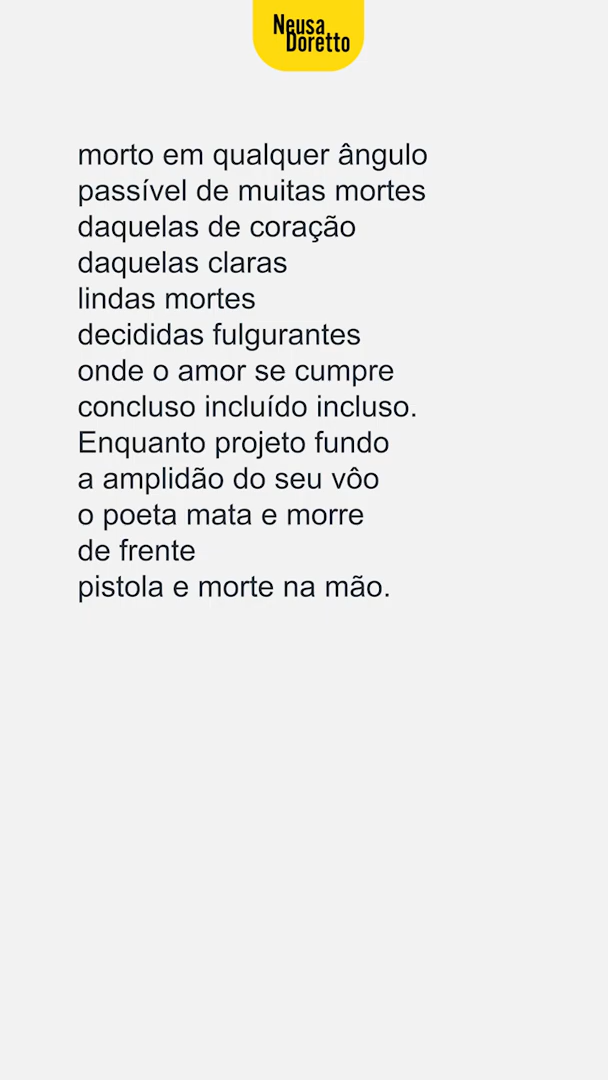 Neusa
Doretto
morto em qualquer ângulo
passível de muitas mortes
daquelas de coração
daquelas claras
lindas mortes
decididas fulgurantes
onde o amor se cumpre
concluso incluído incluso.
Enquanto projeto fundo
a amplidão do seu vôo
o poeta mata e morre
de frente
pistola e morte na mão.